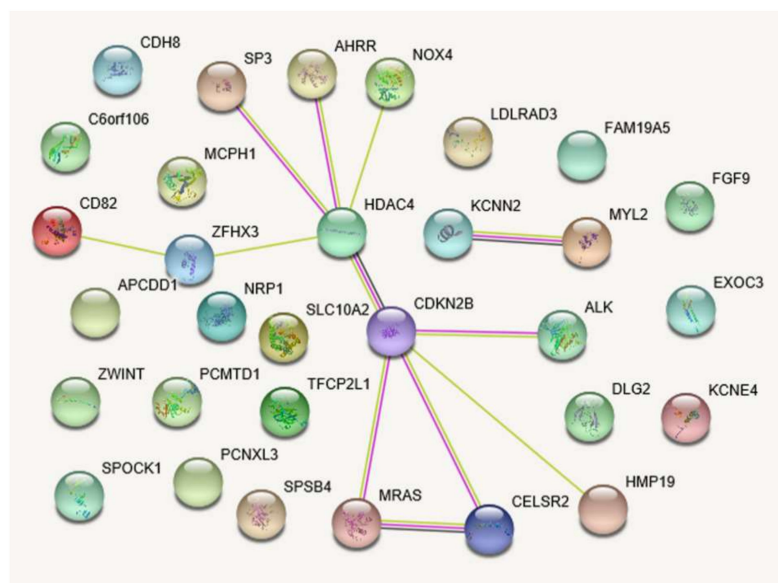 CDH8
SP3
AHRR
NOX4
C6orf106
LDLRAD3
FAM19A5
MCPH1
FGF9
CD82
HDAC4
KCNN2
MYL2
ZFHX3
APCDD1
NRP1
SLC10A2
CDKN2B
ALK
EXOC3
ZWINT
PCMTD1
TFCP2L1
DLG2
KCNE4
SPOCK1
PCNXL3
SPSB4
MRAS
CELSR2
HMP19